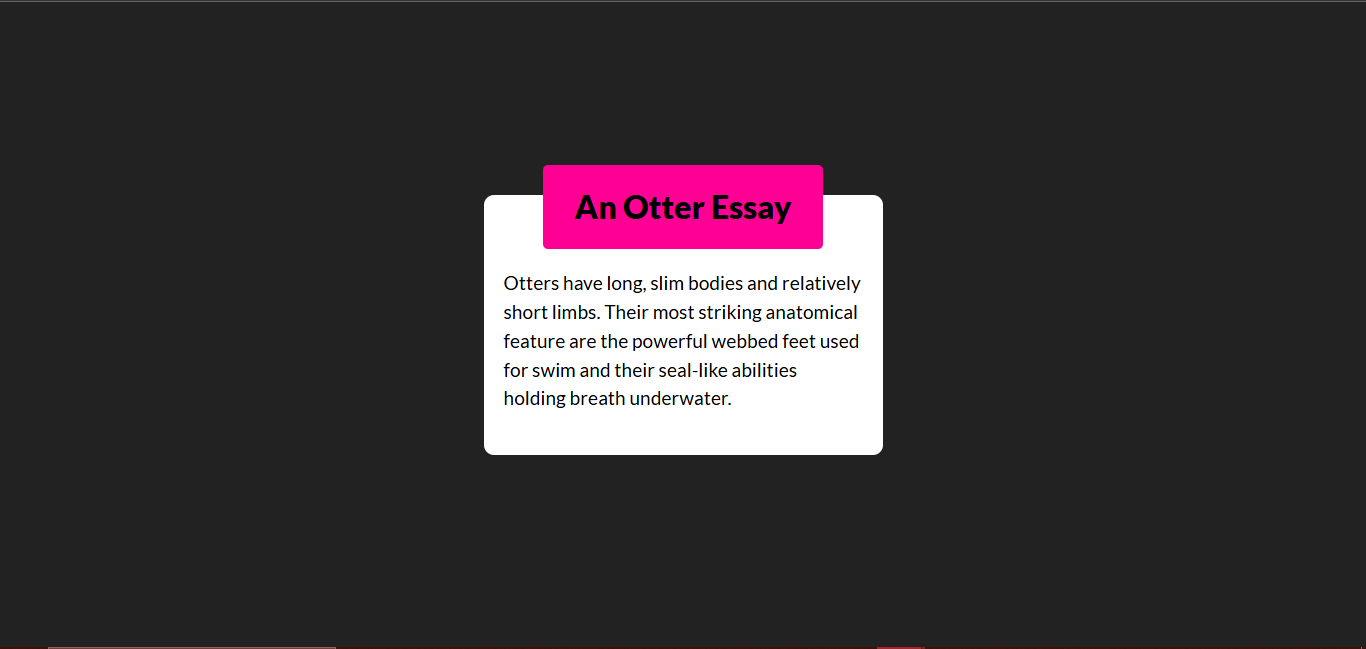 An Otter Essay
Otters have long, slim bodies and relatively
short limbs. Their most striking anatomical
feature are the powerful webbed feet used
for swim and their seal-like abilities
holding breath underwater.